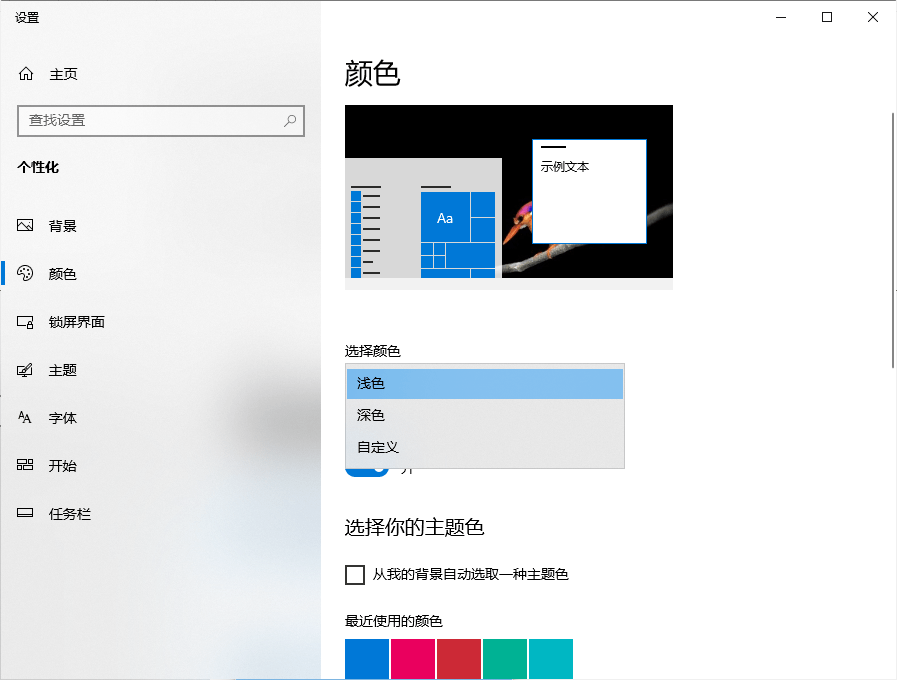 设置
主页
查找设置
个性化
背景
颜色
锁屏界面
主题
字体
开始
任务栏
颜色
Aa
示例文本
选择颜色
浅色
深色
自定义
选择你的主题色
从我的背景自动选取一种主题色
最近使用的颜色